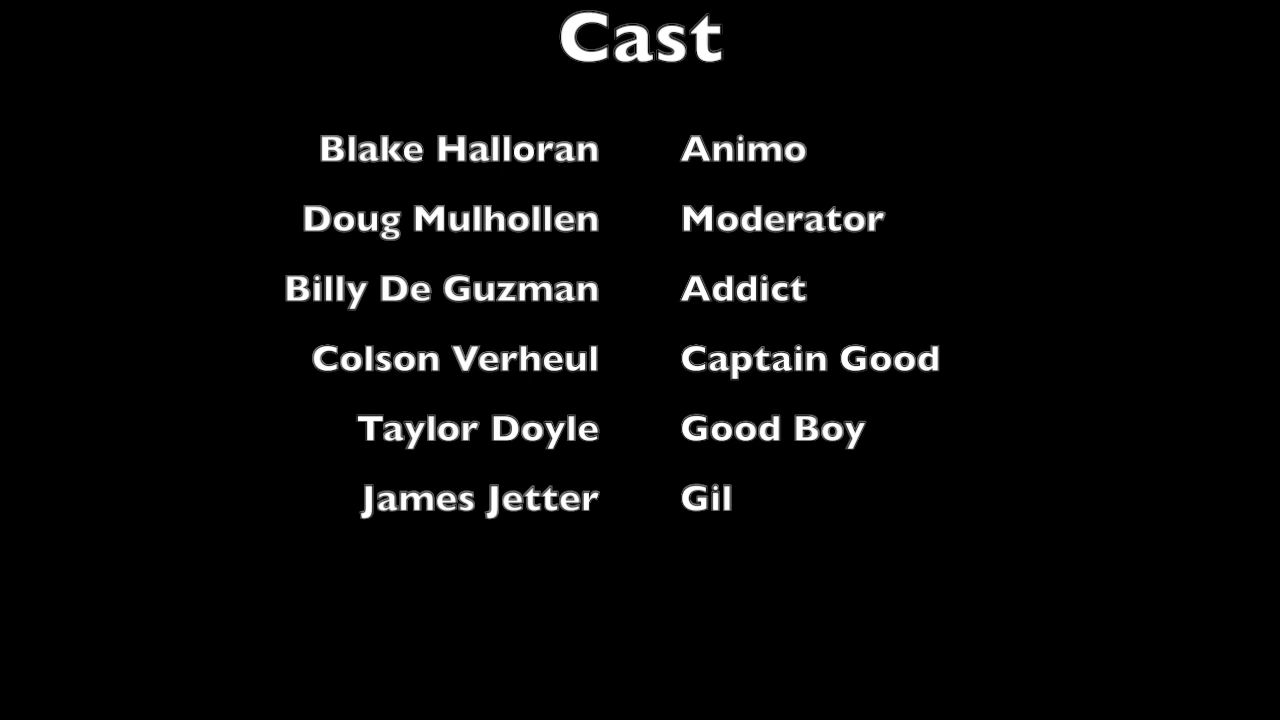 Cast
Blake Halloran Animo
Doug Mulhollen Moderator
Billy De Guzman Addict
Colson Verheul Captain Good
Taylor Doyle Good Boy
James Jetter Gil